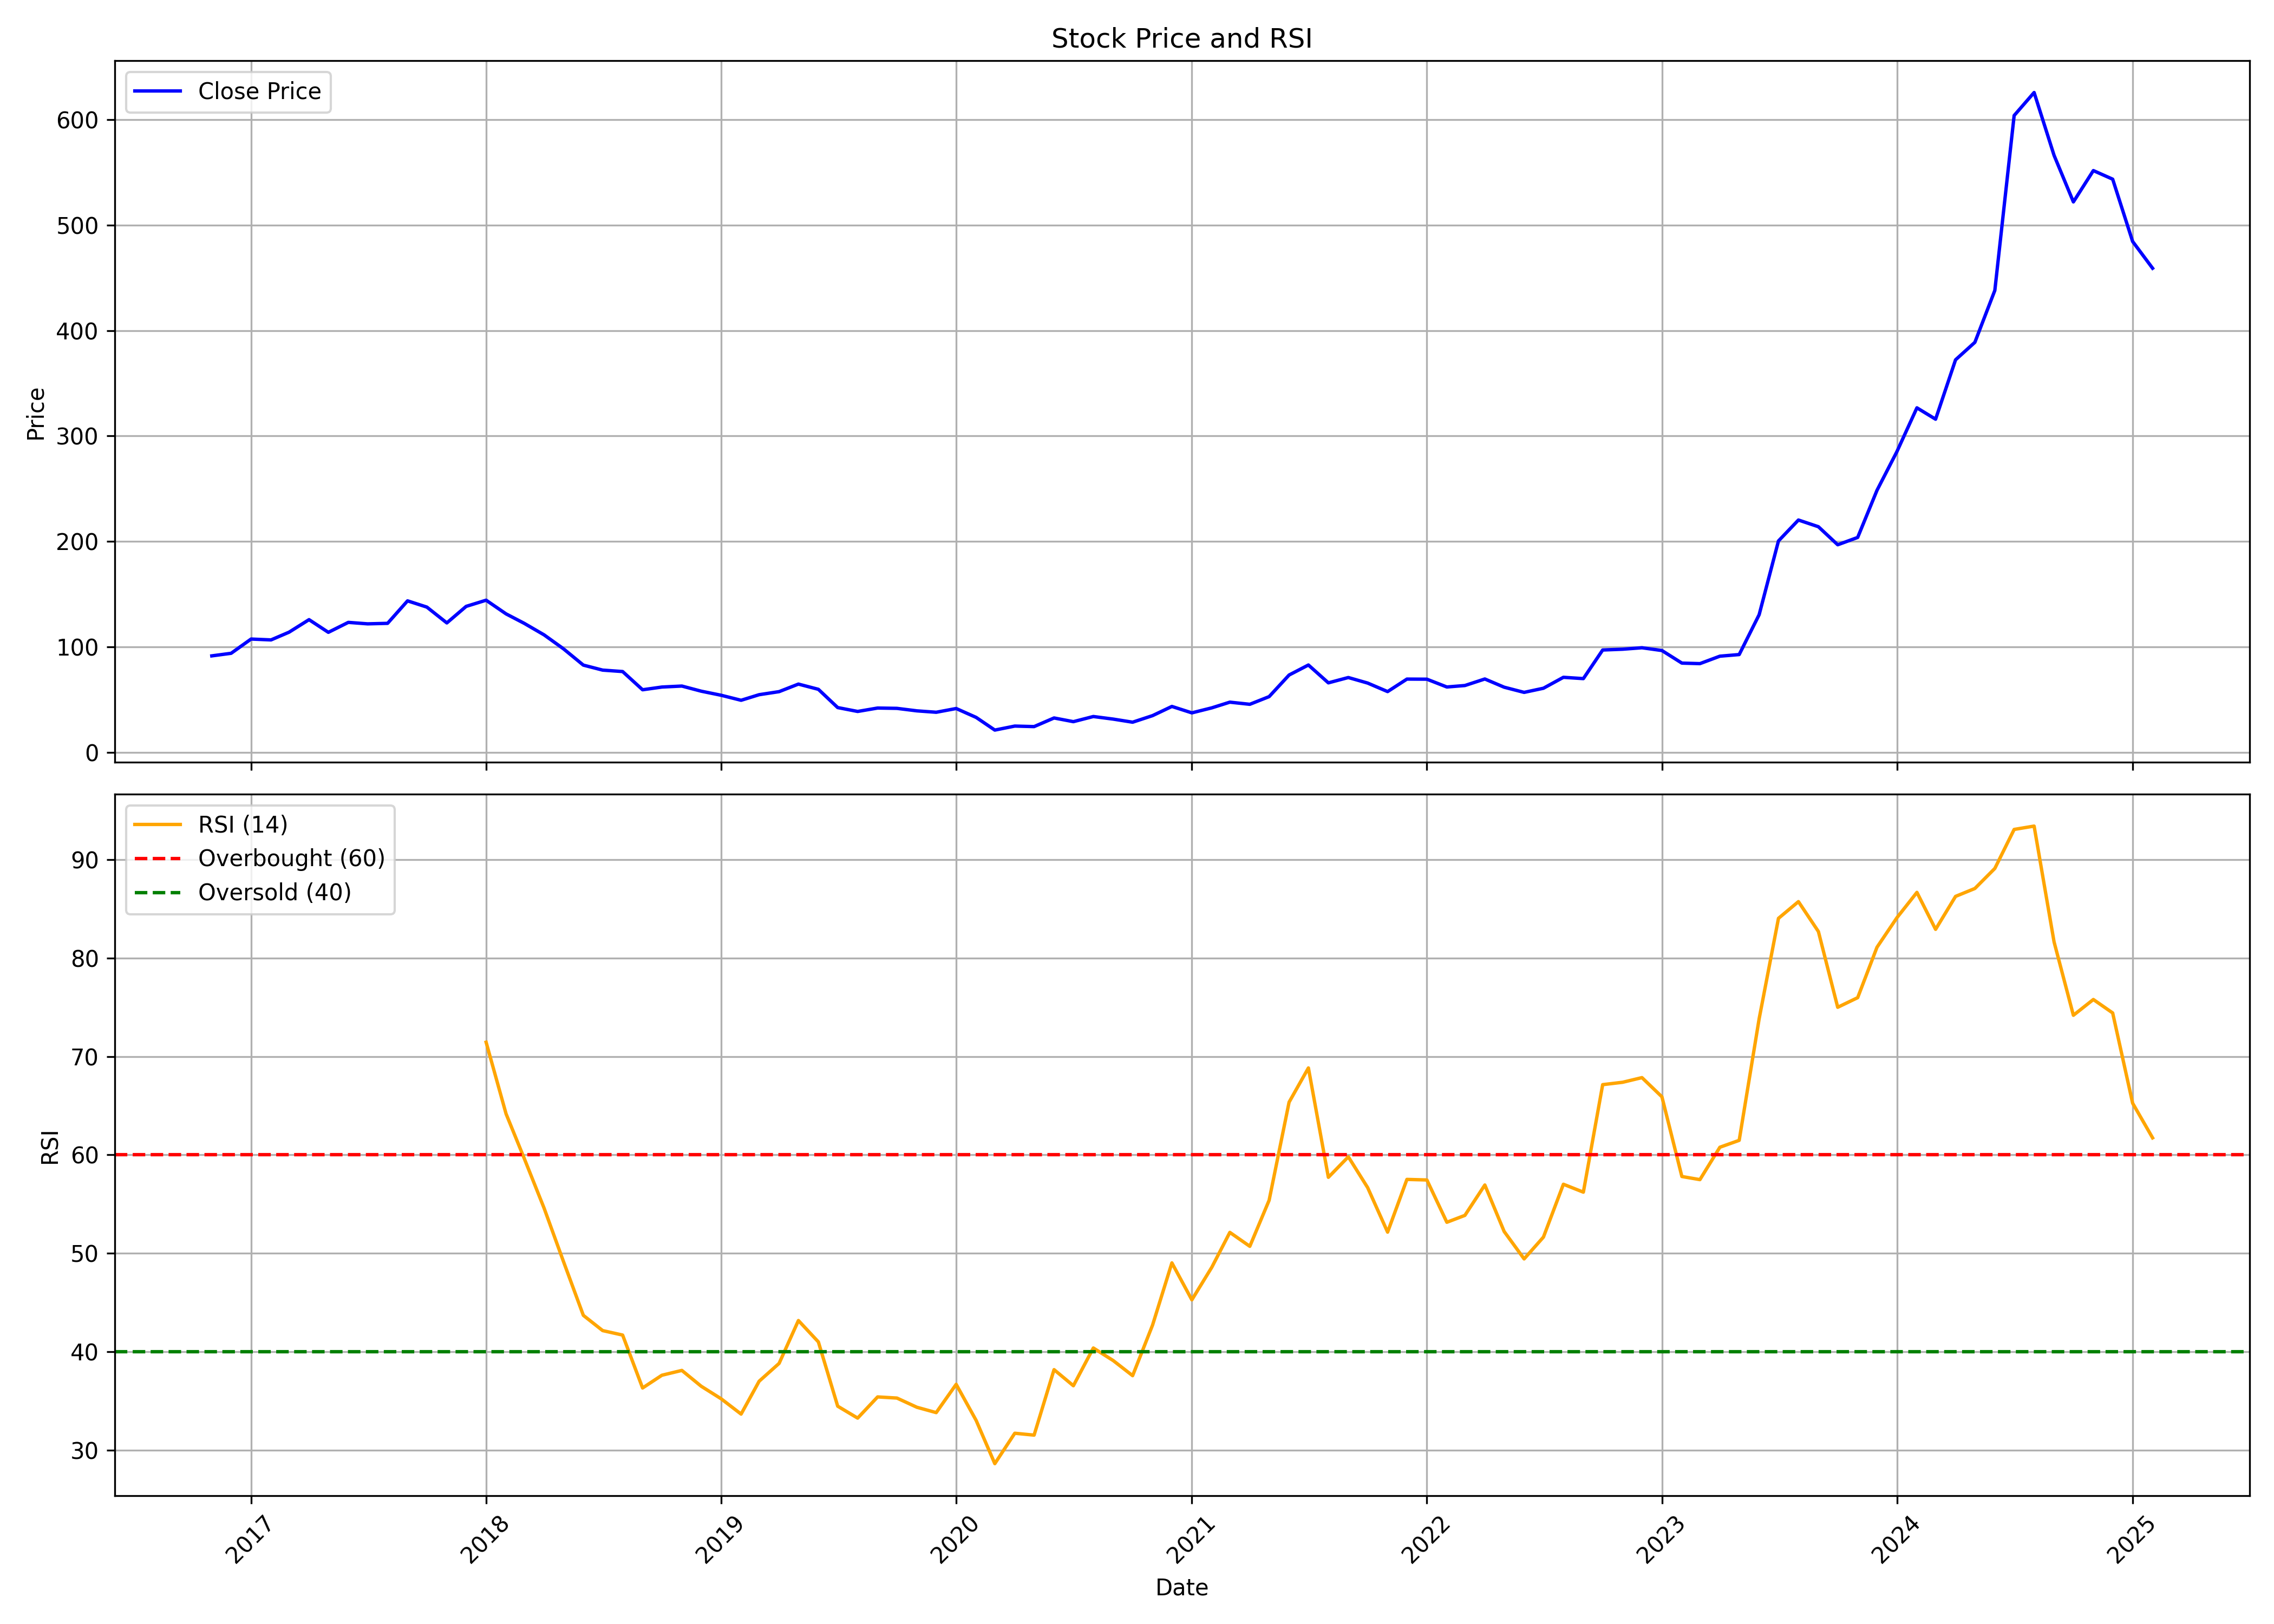 Stock Price and RSI
Close Price
Price
600
500
400
300
200
100
0
RSI (14)
Overbought (60)
Oversold (40)
RSI
90
80
70
60
50
40
30
2017
2018
2019
2020
2021
2022
2023
2024
2025
Date